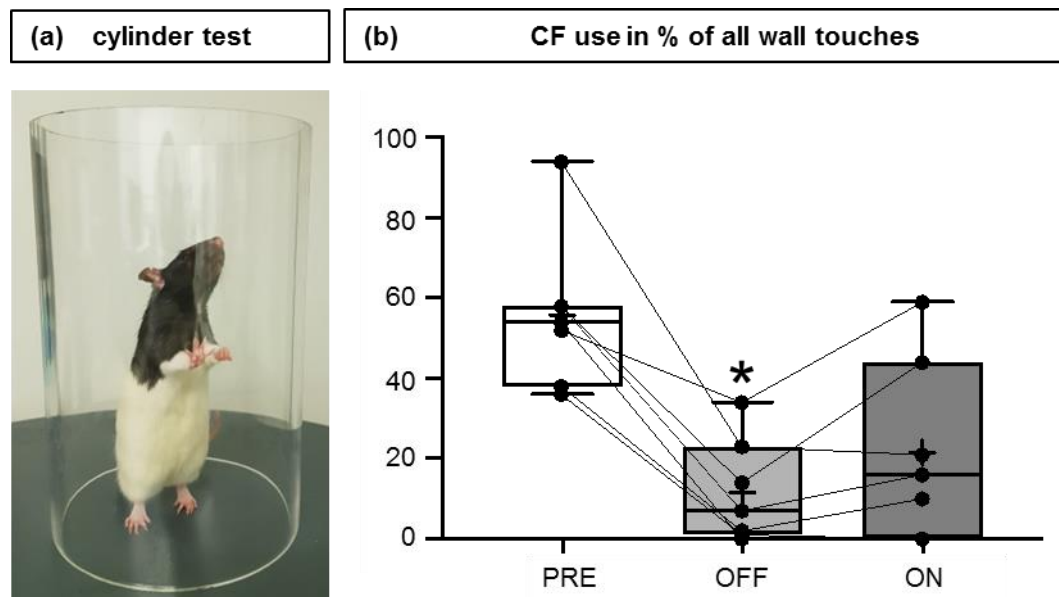 (a) cylinder test
(b) CF use in % of all wall touches
100
80
60
40
20
0
*
PRE OFF ON